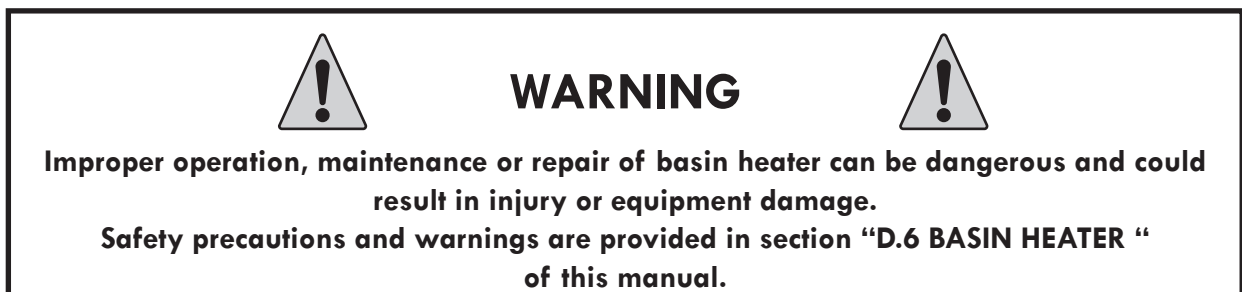 WARNING
Improper operation, maintenance or repair of basin heater can be dangerous and could
result in injury or equipment damage.
Safety precautions and warnings are provided in section “D.6 BASIN HEATER “
of this manual.